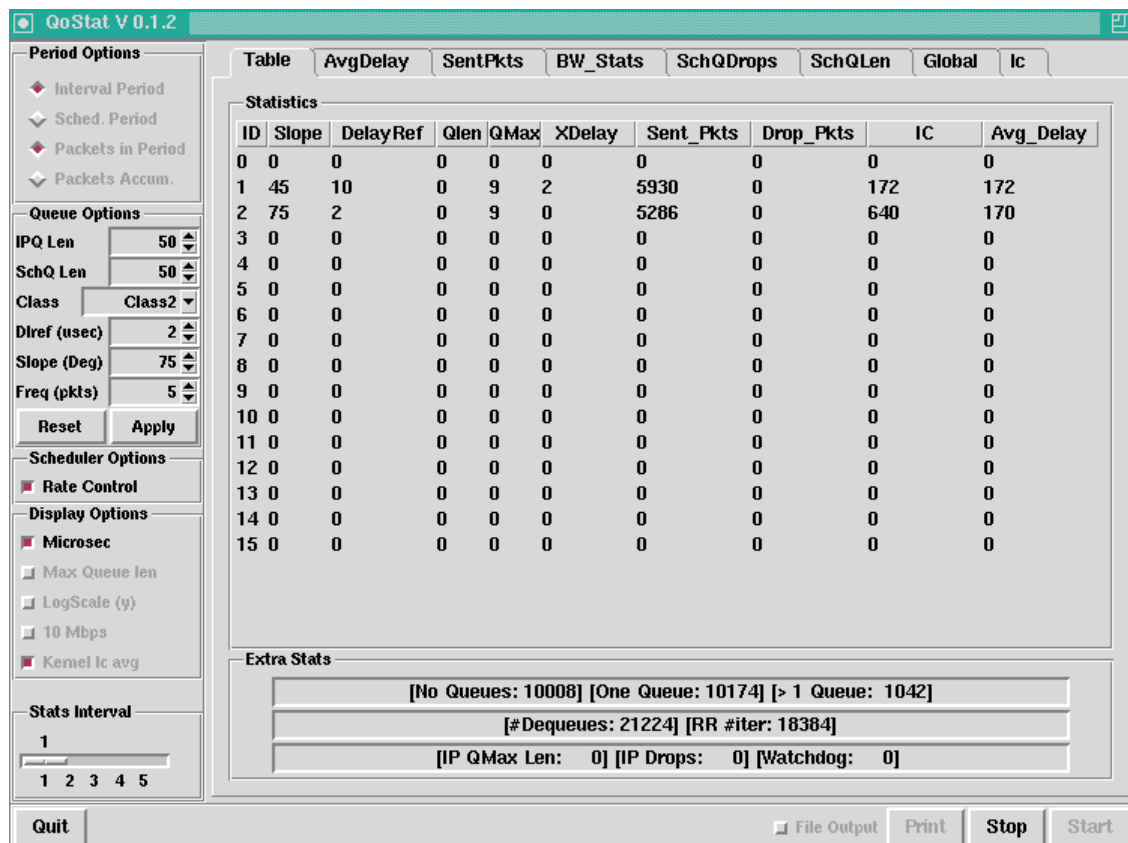 QoStat V 0.1.2
Period Options
Interval Period
Sched. Period
Packets in Period
Packets Accum.
Queue Options
IPQ Len 50
SchQ Len 50
Class Class2
Dlref (usec) 2
Slope (Deg) 75
Freq (pkts) 5
Reset Apply
Scheduler Options
Rate Control
Display Options
Microsec
Max Queue len
LogScale (y)
10 Mbps
Kernel Ic avg
Stats Interval
1
1 2 3 4 5
Table AvgDelay SentPkts BW_Stats SchQDrops SchQLen Global Ic
Statistics
ID Slope DelayRef Qlen QMax XDelay Sent_Pkts Drop_Pkts IC Avg_Delay
0 0 0 0 0 0 0 0 0 0
1 45 10 0 9 2 5930 0 172 172
2 75 2 0 9 0 5286 0 640 170
3 0 0 0 0 0 0 0 0 0
4 0 0 0 0 0 0 0 0 0
5 0 0 0 0 0 0 0 0 0
6 0 0 0 0 0 0 0 0 0
7 0 0 0 0 0 0 0 0 0
8 0 0 0 0 0 0 0 0 0
9 0 0 0 0 0 0 0 0 0
10 0 0 0 0 0 0 0 0 0
11 0 0 0 0 0 0 0 0 0
12 0 0 0 0 0 0 0 0 0
13 0 0 0 0 0 0 0 0 0
14 0 0 0 0 0 0 0 0 0
15 0 0 0 0 0 0 0 0 0
Extra Stats
[No Queues: 10008] [One Queue: 10174] [> 1 Queue: 1042]
[#Dequeues: 21224] [RR #iter: 18384]
[IP QMax Len: 0] [IP Drops: 0] [Watchdog: 0]
Quit File Output Print Stop Start